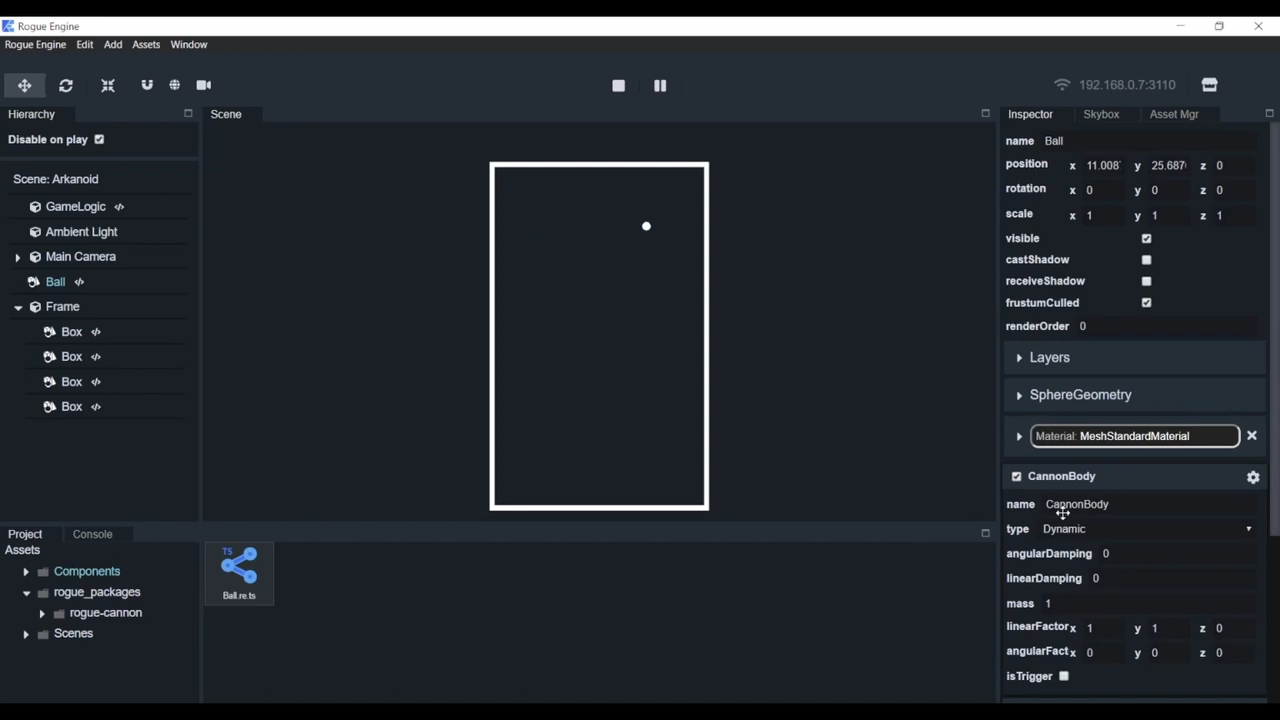 Rogue Engine
Rogue Engine Edit Add Assets Window
192.168.0.7:3110
Hierarchy
Disable on play
Scene: Arkanoid
GameLogic
Ambient Light
Main Camera
Ball
Frame
Box
Box
Box
Box
Scene
Inspector Skybox Asset Mgr
name Ball
position x 11.008 y 25.687 z 0
rotation x 0 y 0 z 0
scale x 1 y 1 z 1
visible
castShadow
receiveShadow
frustumCulled
renderOrder 0
Layers
SphereGeometry
Material: MeshStandardMaterial
CannonBody
name CannonBody
type Dynamic
angularDamping 0
linearDamping 0
mass 1
linearFactor x 1 y 1 z 0
angularFact x 0 y 0 z 0
isTrigger
Project Console
Assets
Components
rogue_packages
rogue-cannon
Scenes
TS
Ball.re.ts